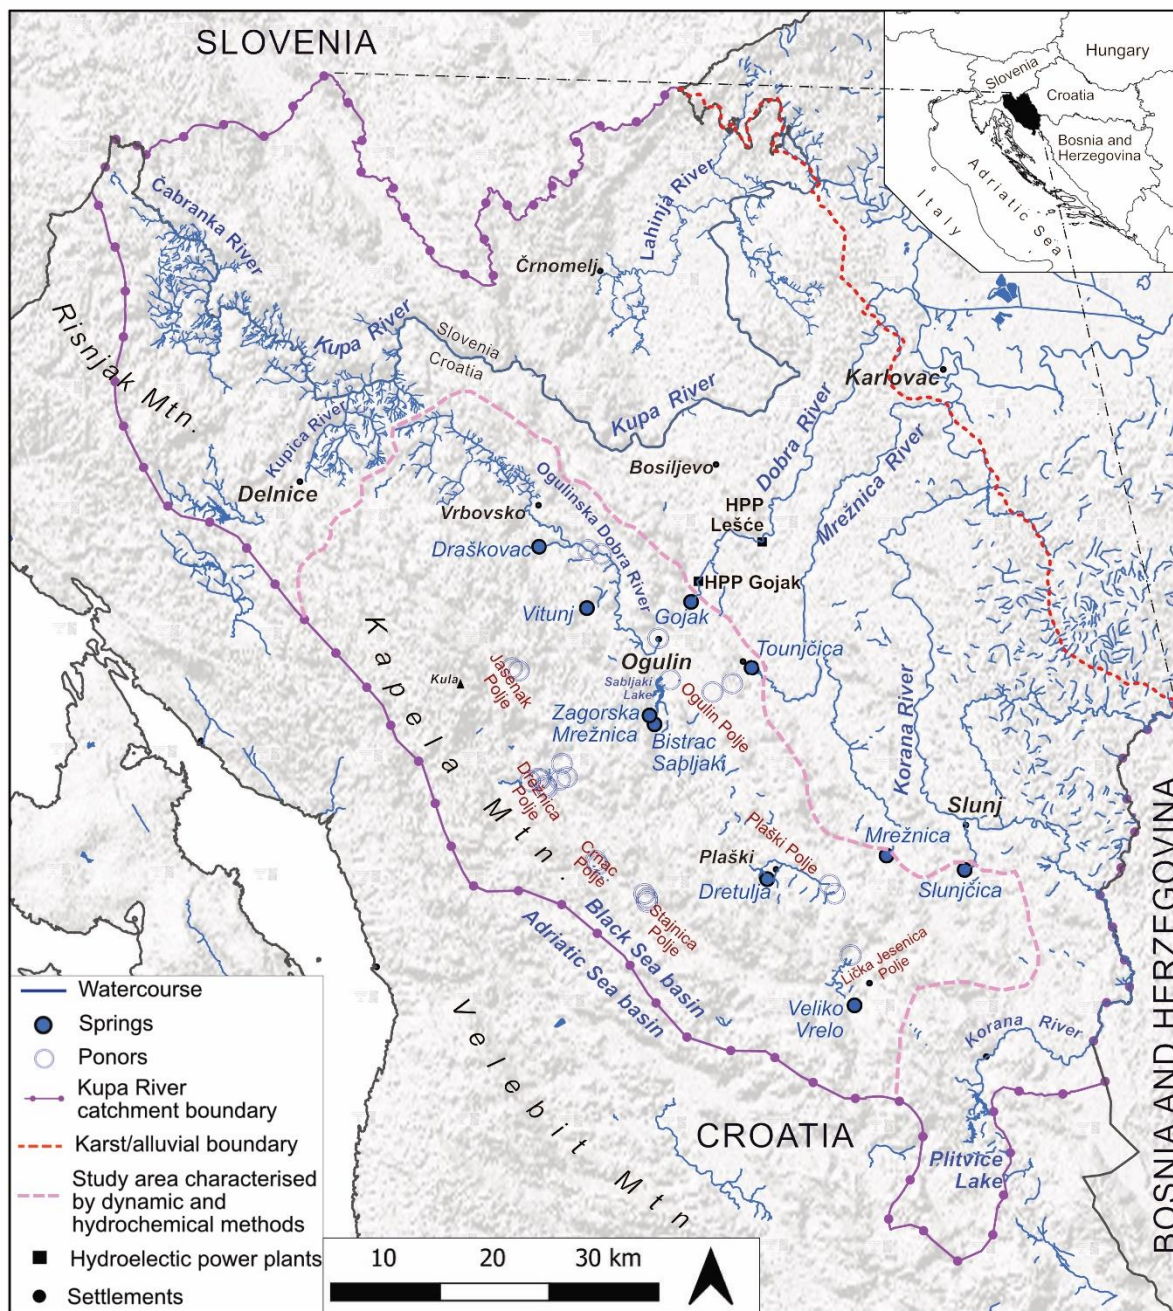 SLOVENIA
Hungary
Slovenia
Croatia
Bosnia and
Herzegovina
Adriatic Sea
Italy
Čabranka River
Lahinja River
Črnomelj
Risnjak Mtn.
Kupa River
Slovenia
Croatia
Karlovac
Kupa River
Dobra River
Mrežnica River
Kupica River
Delnice
Bosiljevo
Vrbovsko
Ogulinska Dobra River
HPP
Lešće
Draškovac
HPP Gojak
Vitunj
Gojak
Kapela Mtn.
Ogulin
Tounjčica
Kula
Jasenak
Polje
Sabljaki
Lake
Ogulin Polje
Korana River
Zagorska
Mrežnica
Bistrac
Sabljaki
Drežnica
Polje
Slunj
Mrežnica
Plaški
Plaški Polje
Crnac
Polje
Dretulja
Slunjčica
Stajnica
Polje
Black Sea basin
Adriatic Sea basin
Lička Jesenica
Polje
Veliko
Vrelo
Korana River
Velebit Mtn
CROATIA
Plitvice
Lake
BOSNIA AND HERZEGOVINA
Watercourse
Springs
Ponors
Kupa River
catchment boundary
Karst/alluvial boundary
Study area characterised
by dynamic and
hydrochemical methods
Hydroelectic power plants
Settlements
10 20 30 km